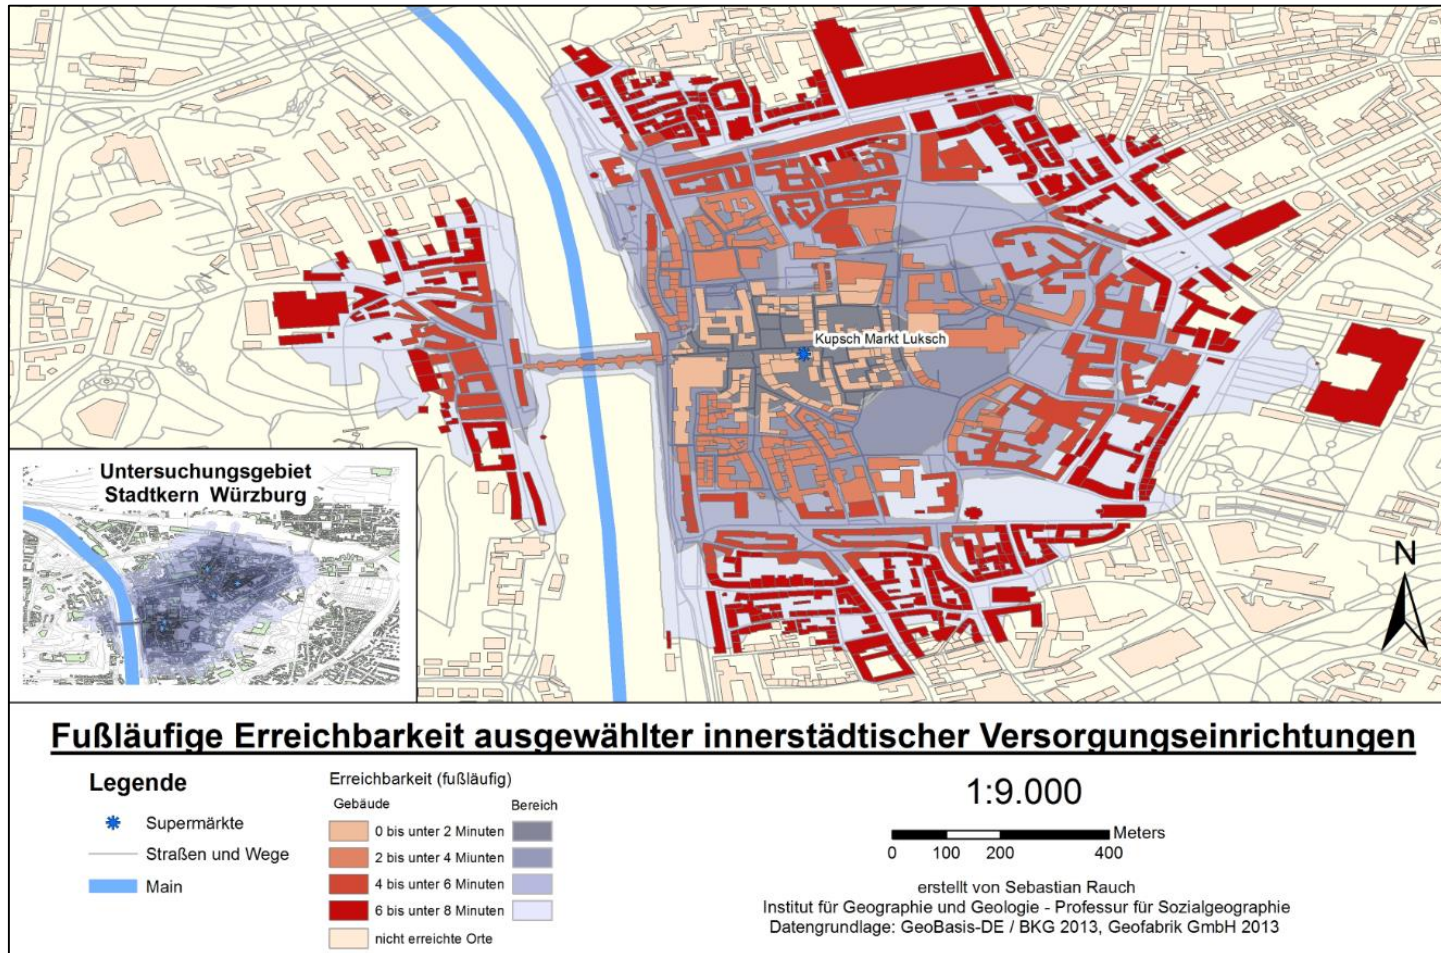 Kupsch Markt Luksch
Untersuchungsgebiet
Stadtkern Würzburg
N
Fußläufige Erreichbarkeit ausgewählter innerstädtischer Versorgungseinrichtungen
Legende
Supermärkte
Straßen und Wege
Main
Erreichbarkeit (fußläufig)
Gebäude Bereich
0 bis unter 2 Minuten
2 bis unter 4 Miunten
4 bis unter 6 Minuten
6 bis unter 8 Minuten
nicht erreichte Orte
1:9.000
Meters
0 100 200 400
erstellt von Sebastian Rauch
Institut für Geographie und Geologie - Professur für Sozialgeographie
Datengrundlage: GeoBasis-DE / BKG 2013, Geofabrik GmbH 2013